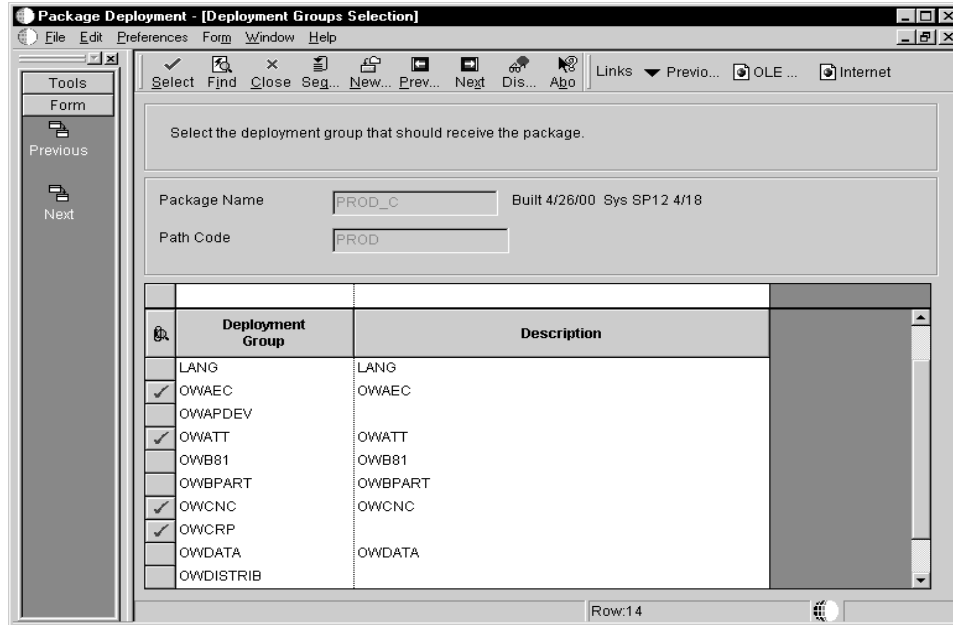 Package Deployment - [Deployment Groups Selection]
File Edit Preferences Form Window Help
Select Find Close Seq... New... Prev... Next Dis... Abo Links Previo... OLE ... Internet
Tools
Form
Previous
Next
Select the deployment group that should receive the package.
Package Name PROD_C Built 4/26/00 Sys SP12 4/18
Path Code PROD
Deployment Group Description
LANG LANG
OWAEC OWAEC
OWAPDEV
OWATT OWATT
OWB81 OWB81
OWBPART OWBPART
OWCNC OWCNC
OWCRP
OWDATA OWDATA
OWDISTRIB
Row:14